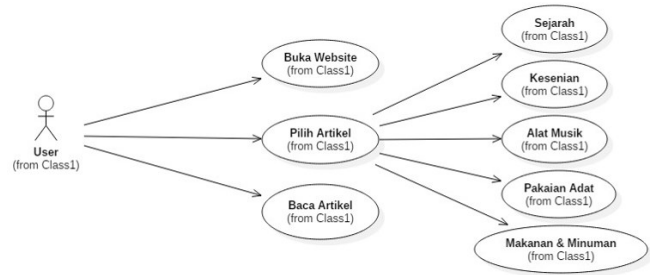 User
(from Class1)
Buka Website
(from Class1)
Pilih Artikel
(from Class1)
Baca Artikel
(from Class1)
Sejarah
(from Class1)
Kesenian
(from Class1)
Alat Musik
(from Class1)
Pakaian Adat
(from Class1)
Makanan & Minuman
(from Class1)